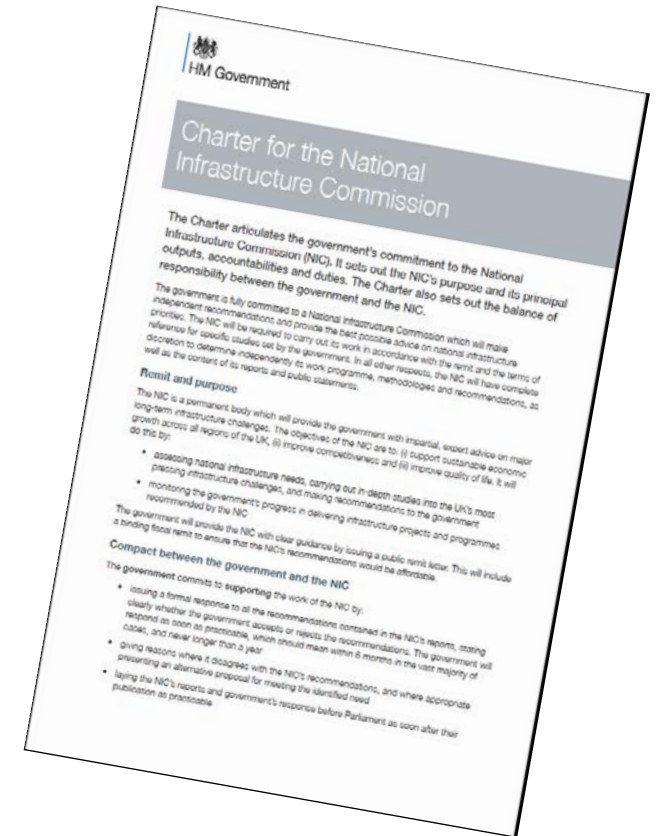 HM Government
Charter for the National
Infrastructure Commission
The Charter articulates the government's commitment to the National
Infrastructure Commission (NIC). It sets out the NIC's purpose and its principal
outputs, accountabilities and duties. The Charter also sets out the balance of
responsibility between the government and the NIC.
The government is fully committed to a National Infrastructure Commission which will make
independent recommendations and provide the best possible advice on national infrastructure
priorities. The NIC will be required to carry out its work in accordance with the remit and the terms of
reference for specific studies set by the government. In all other respects, the NIC will have complete
discretion to determine independently its work programme, methodologies and recommendations, as
well as the content of its reports and public statements.
Remit and purpose
The NIC is a permanent body which will provide the government with impartial, expert advice on major
long-term infrastructure challenges. The objectives of the NIC are to: (i) support sustainable economic
growth across all regions of the UK, (ii) improve competitiveness and (iii) improve quality of life. It will
do this by:
• assessing national infrastructure needs, carrying out in-depth studies into the UK's most
pressing infrastructure challenges, and making recommendations to the government
• monitoring the government's progress in delivering infrastructure projects and programmes
recommended by the NIC
The government will provide the NIC with clear guidance by issuing a public remit letter. This will include
a binding fiscal remit to ensure that the NIC's recommendations would be affordable.
Compact between the government and the NIC
The government commits to supporting the work of the NIC by:
• issuing a formal response to all the recommendations contained in the NIC's reports, stating
clearly whether the government accepts or rejects the recommendations. The government will
respond as soon as practicable, which should mean within 6 months in the vast majority of
cases, and never longer than a year
• giving reasons where it disagrees with the NIC's recommendations, and where appropriate
presenting an alternative proposal for meeting the identified need
• laying the NIC's reports and government's response before Parliament as soon after their
publication as practicable